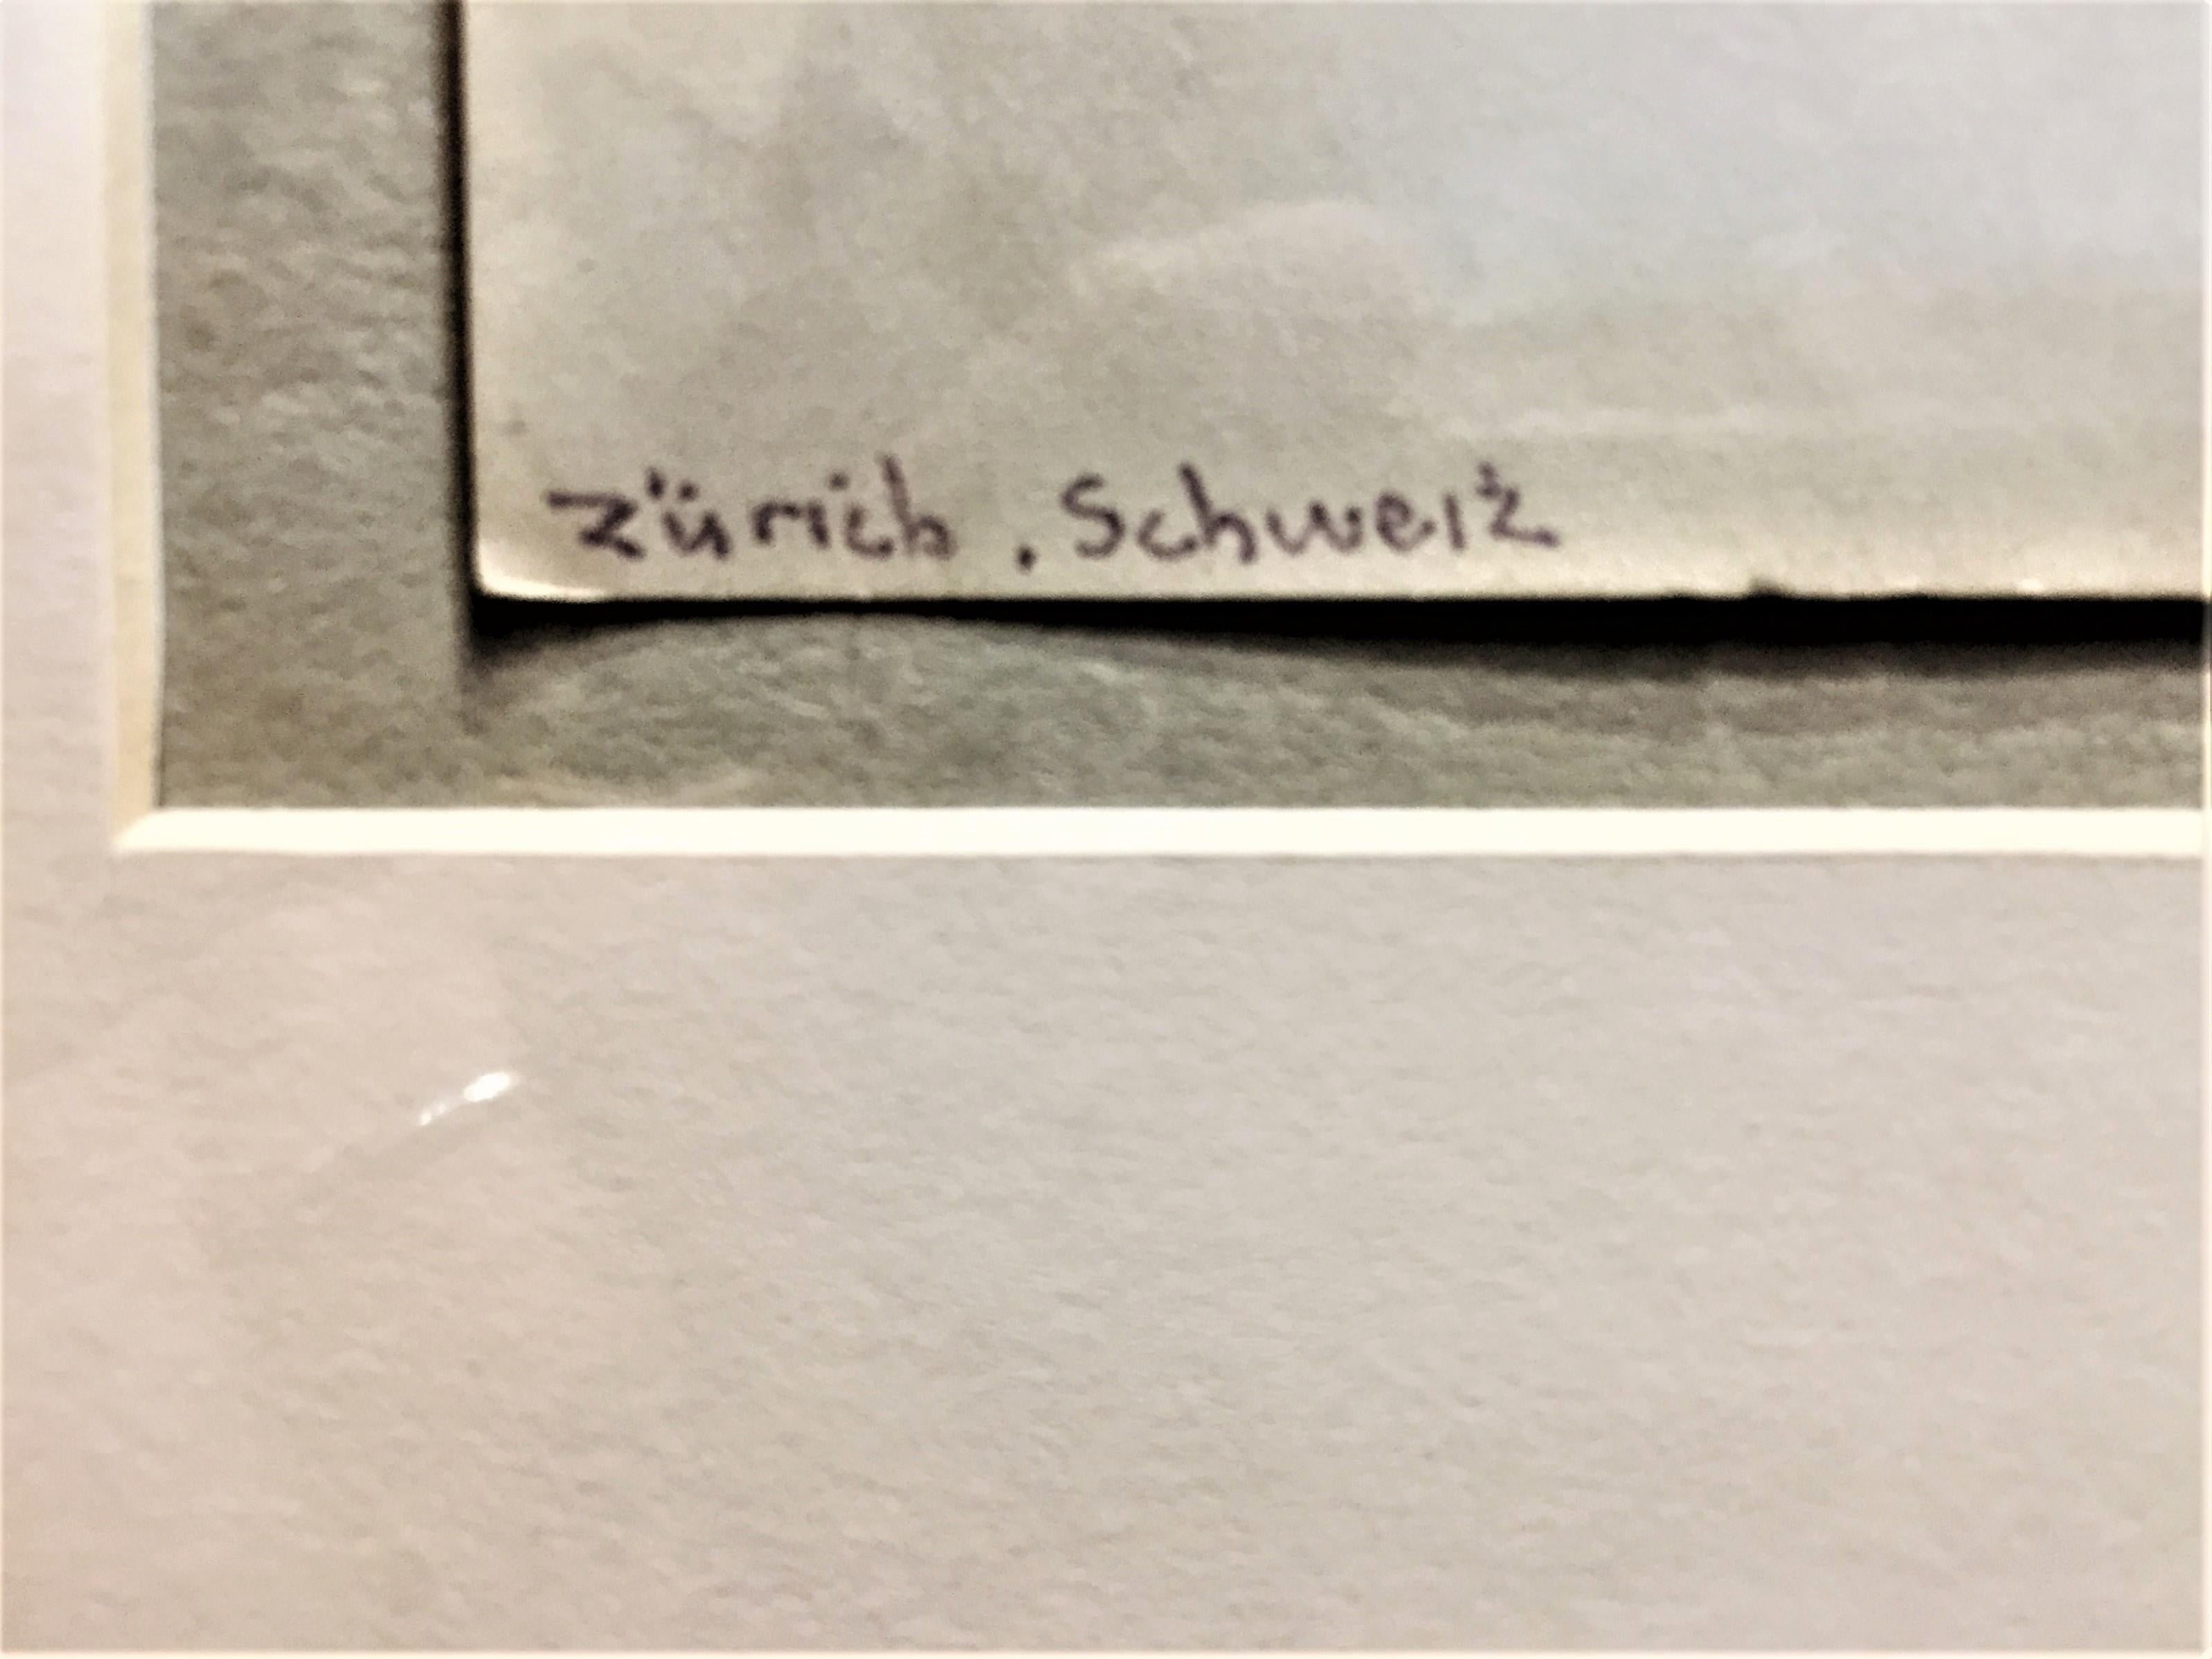 Zürich . Schweiz